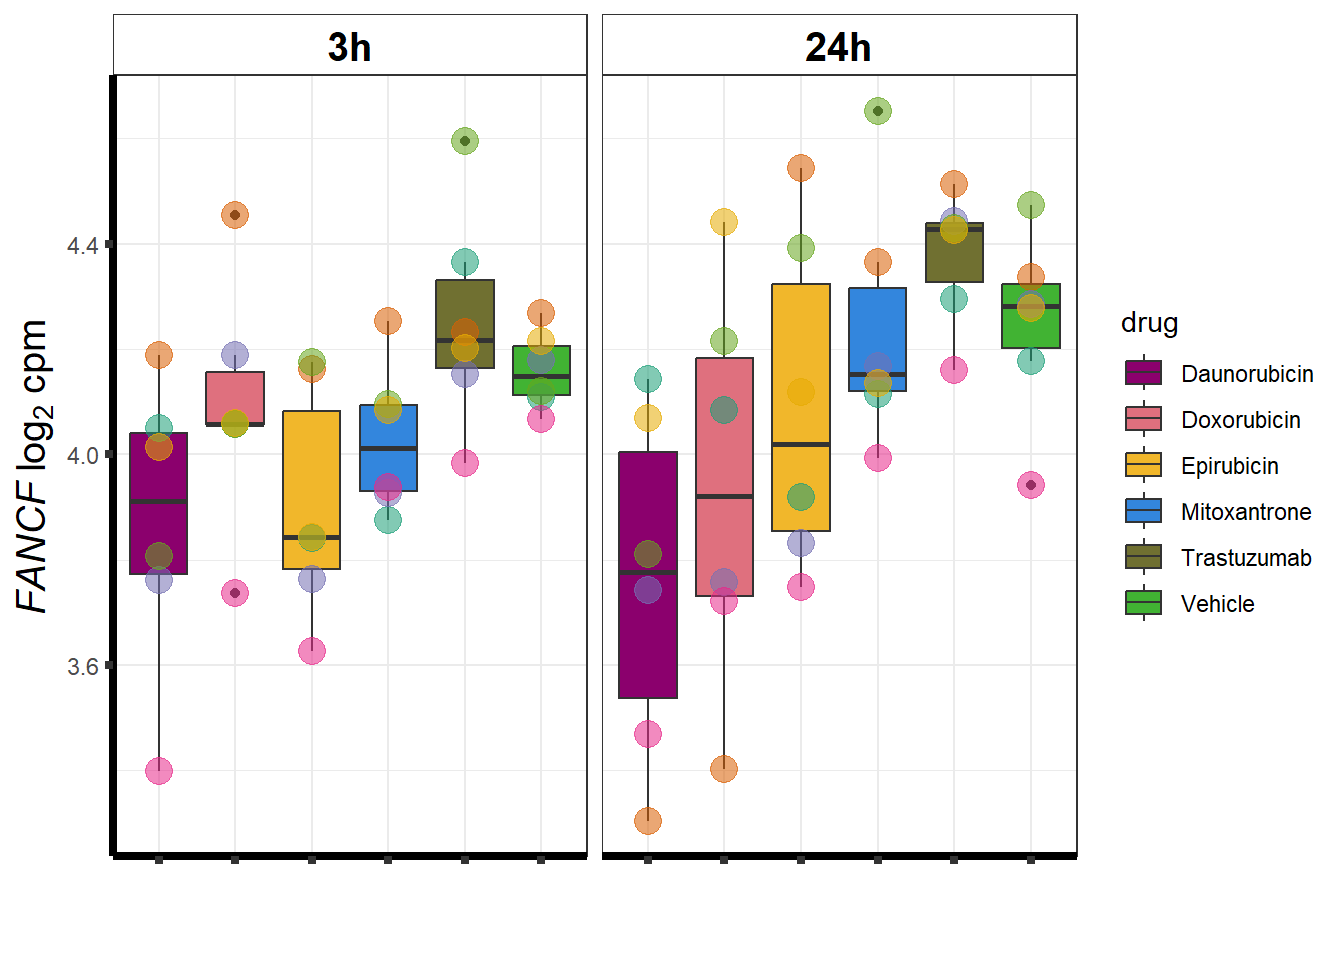 3h
24h
FANCF log2 cpm
4.4
4.0
3.6
drug
Daunorubicin
Doxorubicin
Epirubicin
Mitoxantrone
Trastuzumab
Vehicle